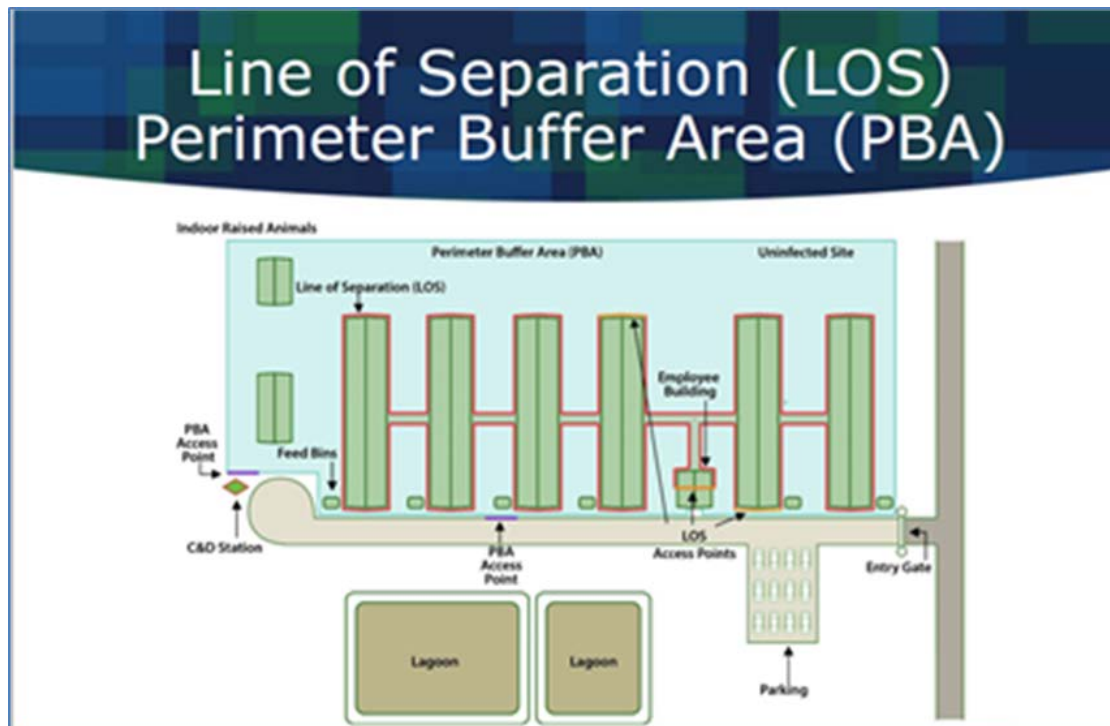 Line of Separation (LOS)
Perimeter Buffer Area (PBA)
Indoor Raised Animals
Perimeter Buffer Area (PBA)
Uninfected Site
Line of Separation (LOS)
Employee
Building
PBA
Access
Point
Feed Bins
C&D Station
PBA
Access
Point
LOS
Access Points
Entry Gate
Lagoon
Lagoon
Parking